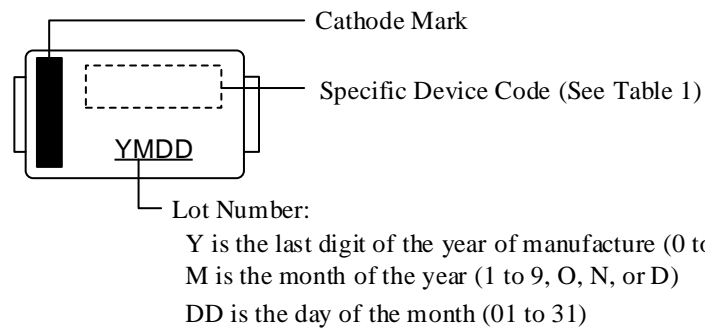 Cathode Mark
Specific Device Code (See Table 1)
YMDD
Lot Number:
Y is the last digit of the year of manufacture (0 to
M is the month of the year (1 to 9, O, N, or D)
DD is the day of the month (01 to 31)